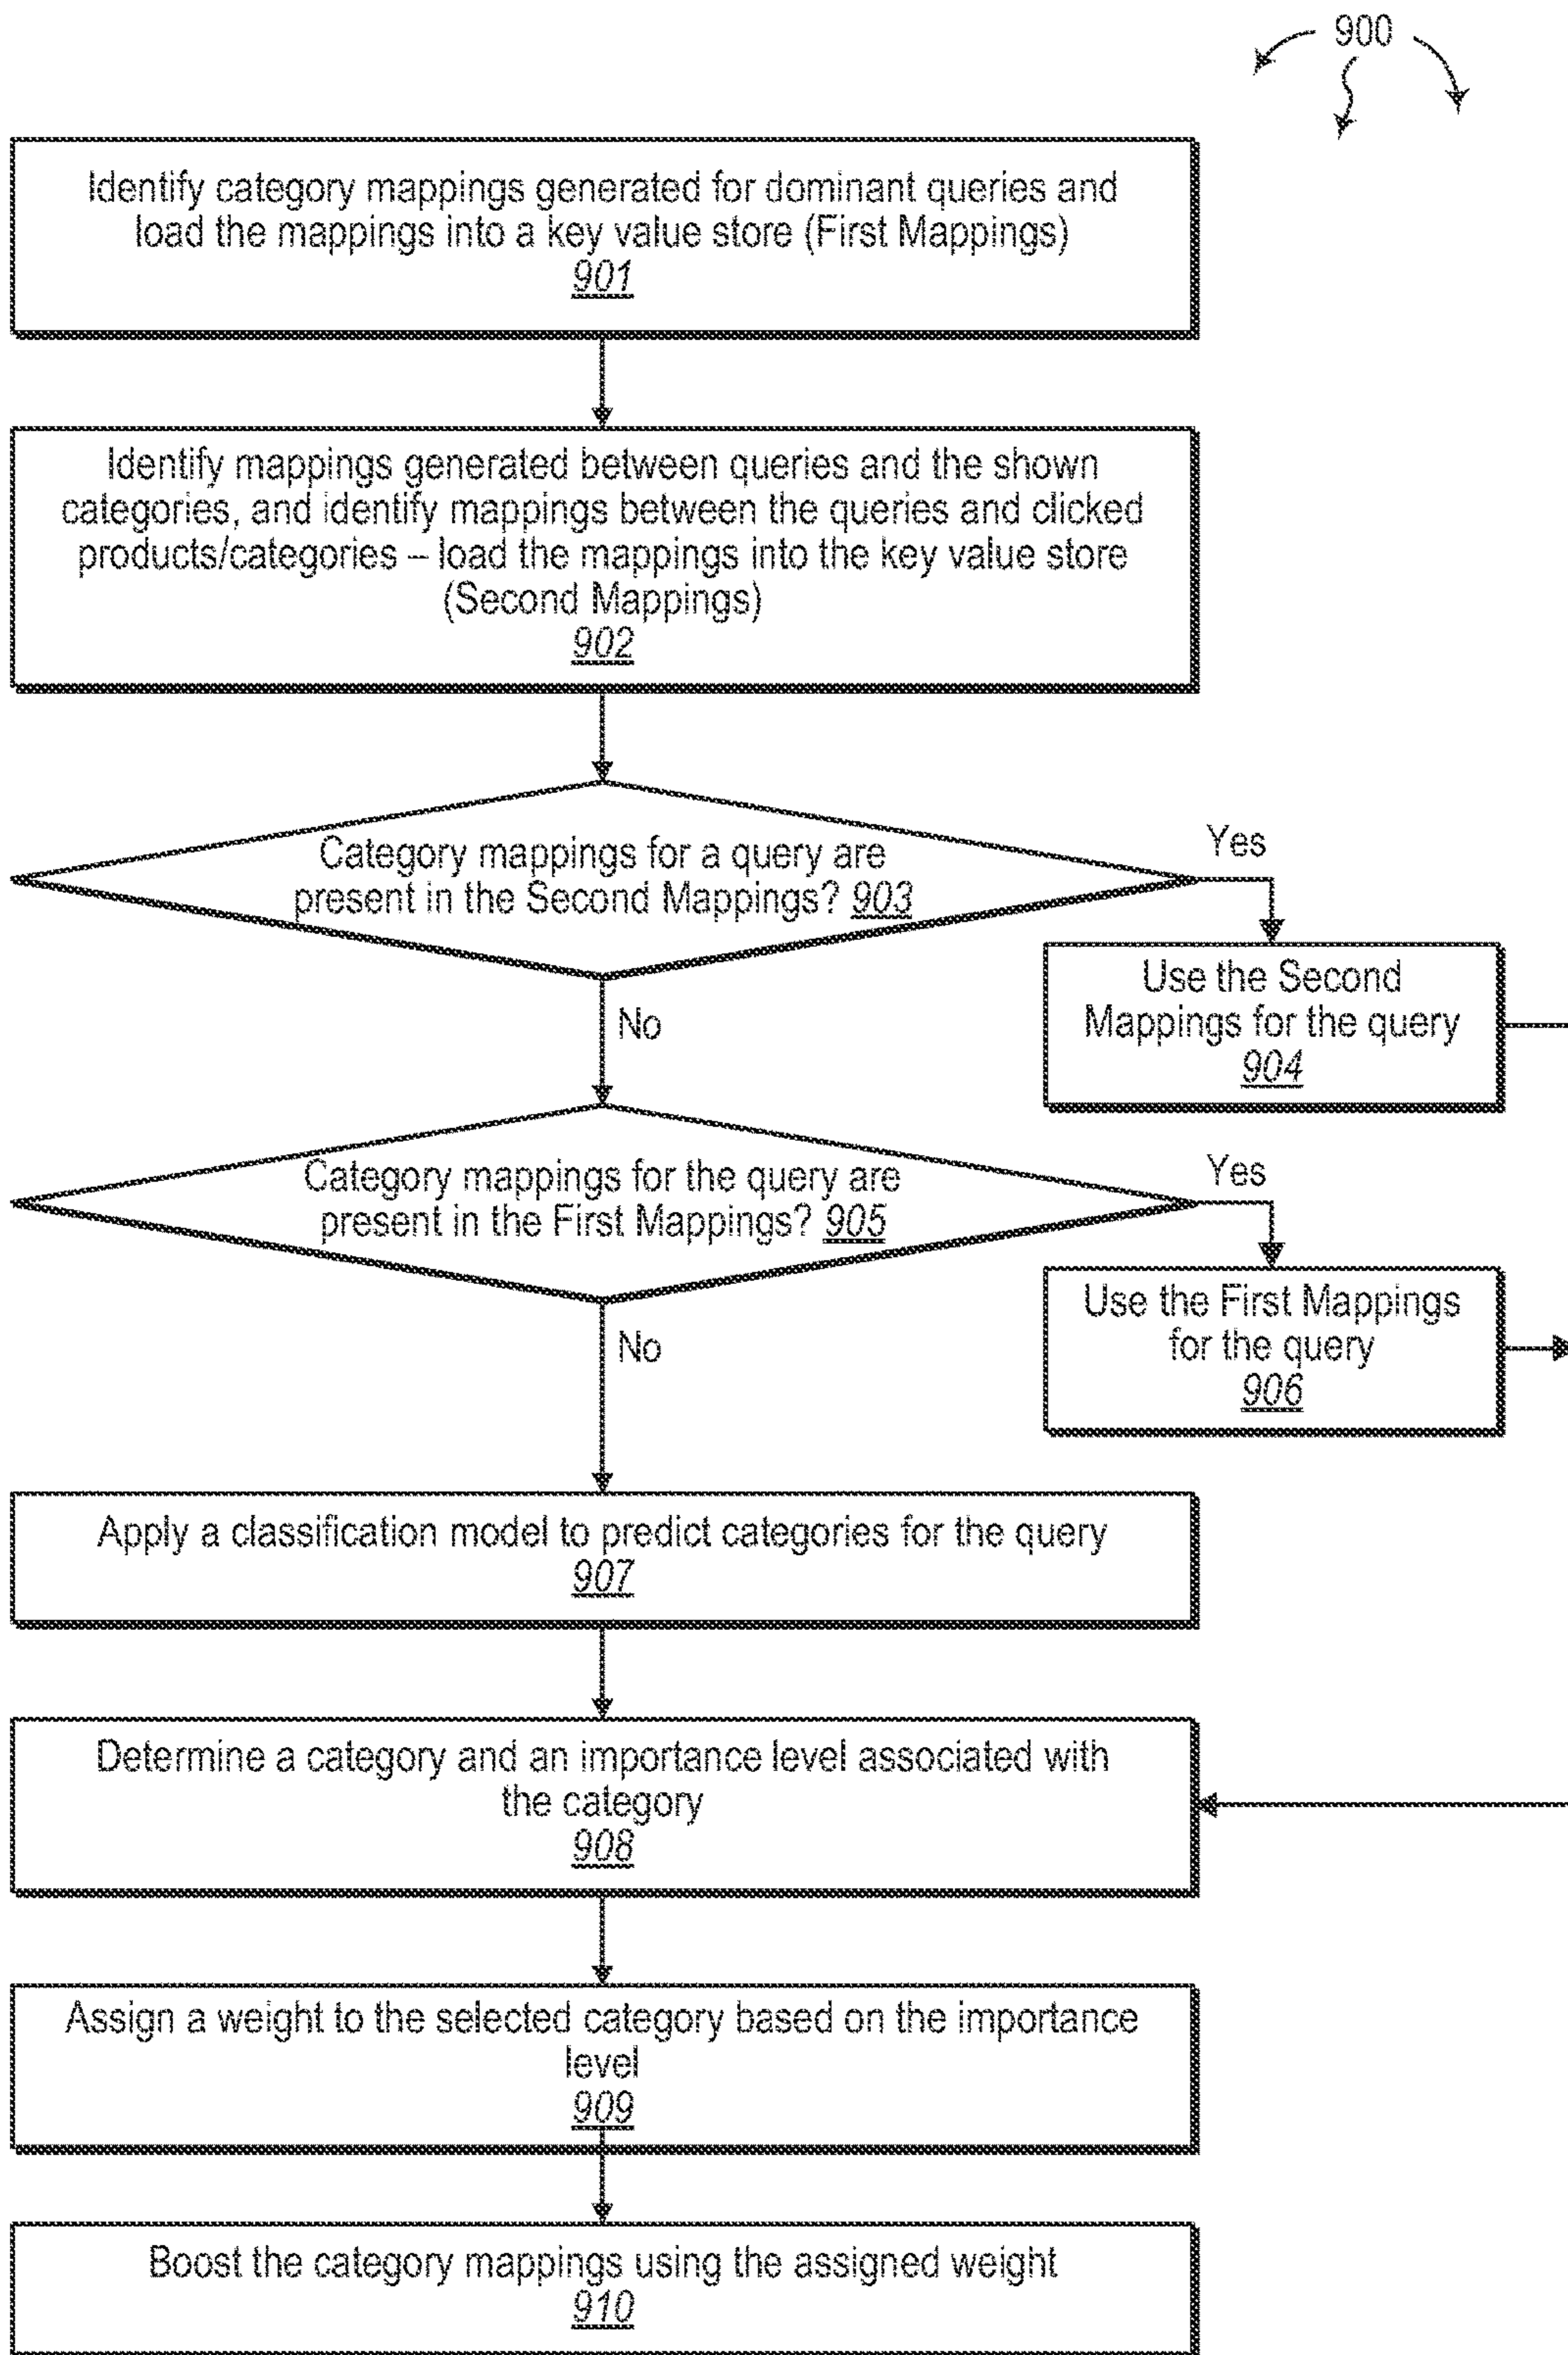 900
Identify category mappings generated for dominant queries and
load the mappings into a key value store (First Mappings)
901
Identify mappings generated between queries and the shown
categories, and identify mappings between the queries and clicked
products/categories – load the mappings into the key value store
(Second Mappings)
902
Category mappings for a query are
present in the Second Mappings? 903
Yes
Use the Second
Mappings for the query
904
No
Category mappings for the query are
present in the First Mappings? 905
Yes
Use the First Mappings
for the query
906
No
Apply a classification model to predict categories for the query
907
Determine a category and an importance level associated with
the category
908
Assign a weight to the selected category based on the importance
level
909
Boost the category mappings using the assigned weight
910